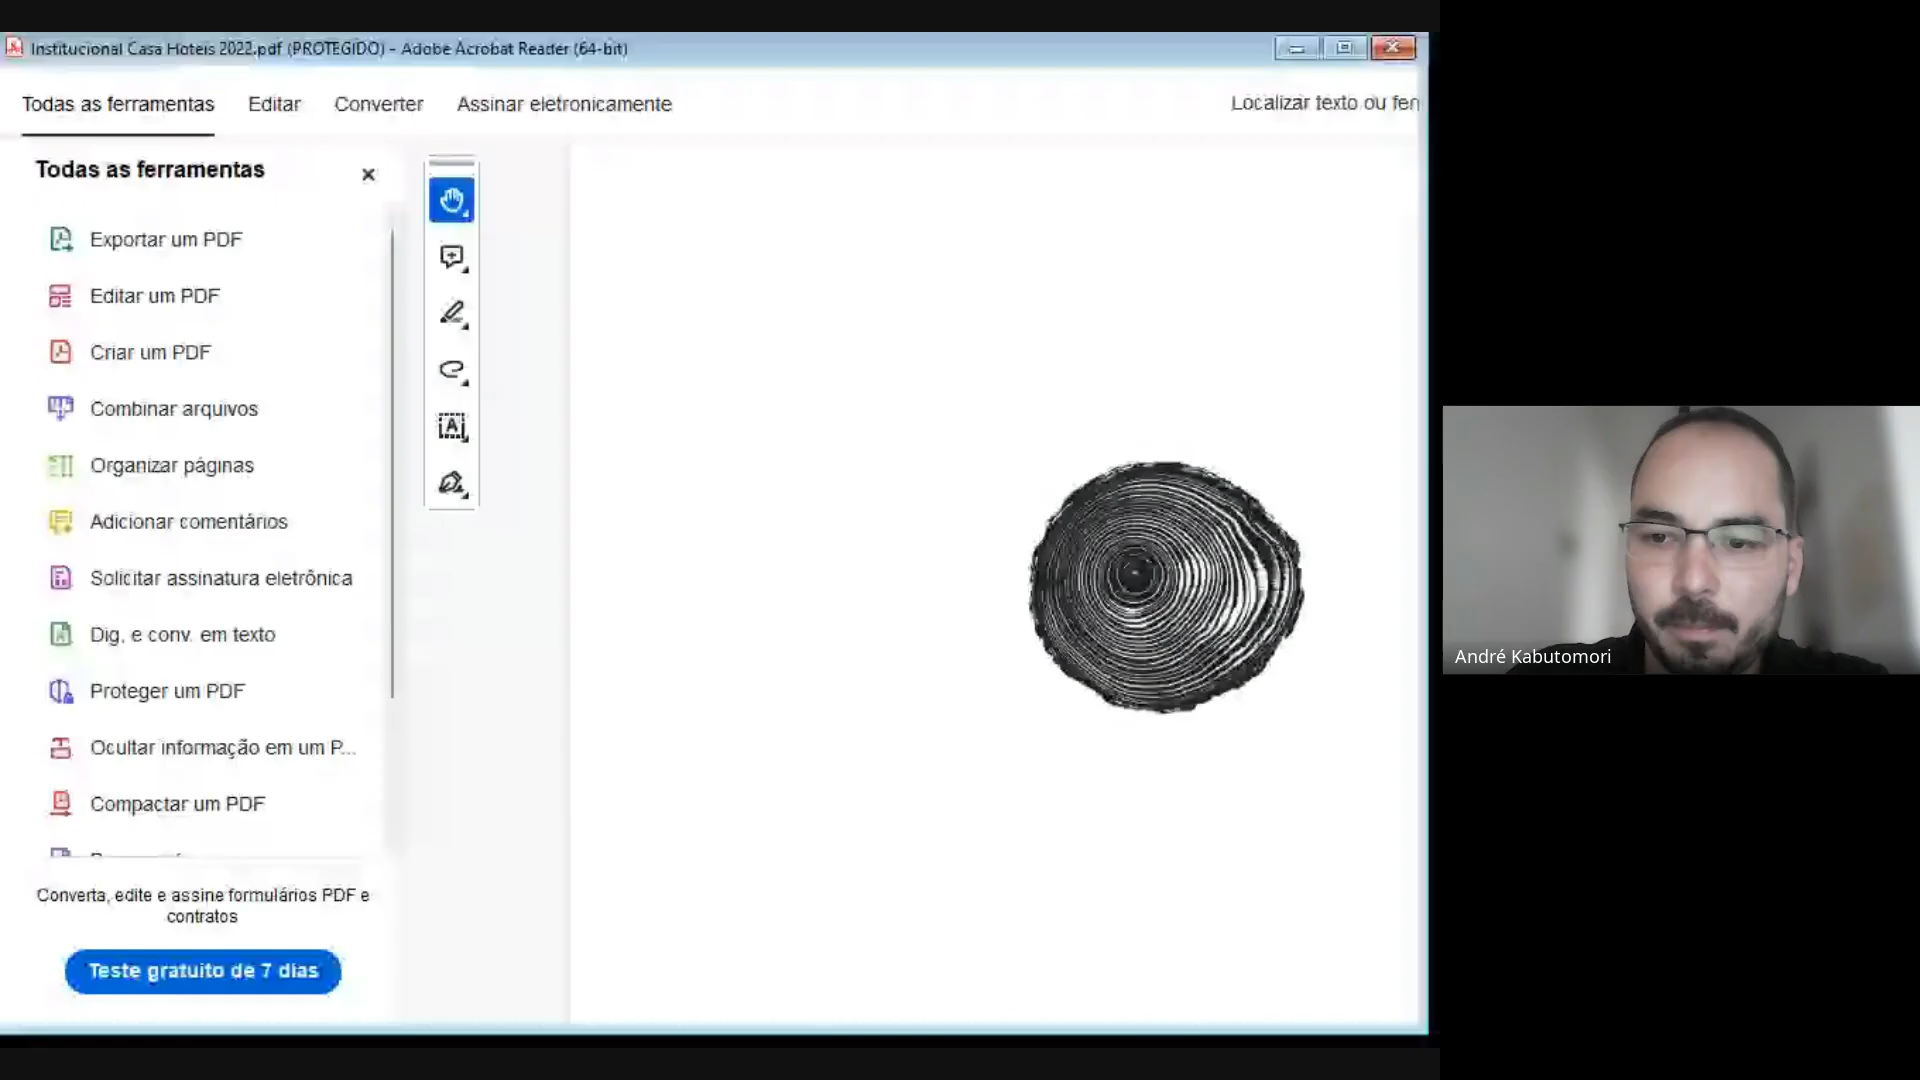 Institucional Casa Hoteis 2022.pdf (PROTEGIDO) - Adobe Acrobat Reader (64-bit)
Todas as ferramentas
Editar
Converter
Assinar eletronicamente
Localizar texto ou fen
Todas as ferramentas
Exportar um PDF
Editar um PDF
Criar um PDF
Combinar arquivos
Organizar páginas
Adicionar comentários
Solicitar assinatura eletrônica
Dig. e conv. em texto
Proteger um PDF
Ocultar informação em um P...
Compactar um PDF
Converta, edite e assine formulários PDF e
contratos
Teste gratuito de 7 dias
André Kabutomori